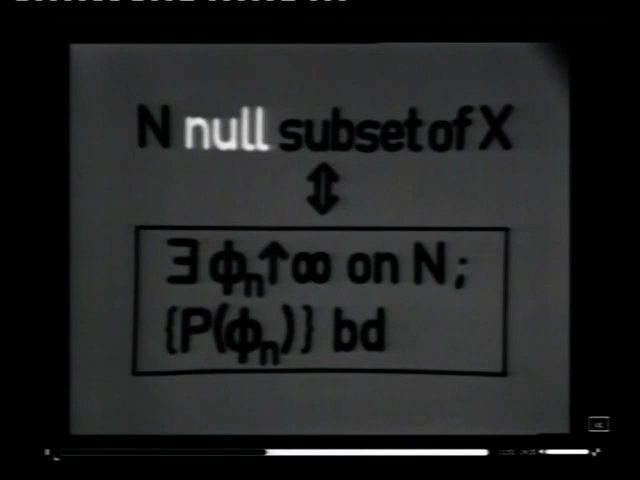 N null subset of X
⇕
∃ ϕₙ↑∞ on N;
{P(ϕₙ)} bd